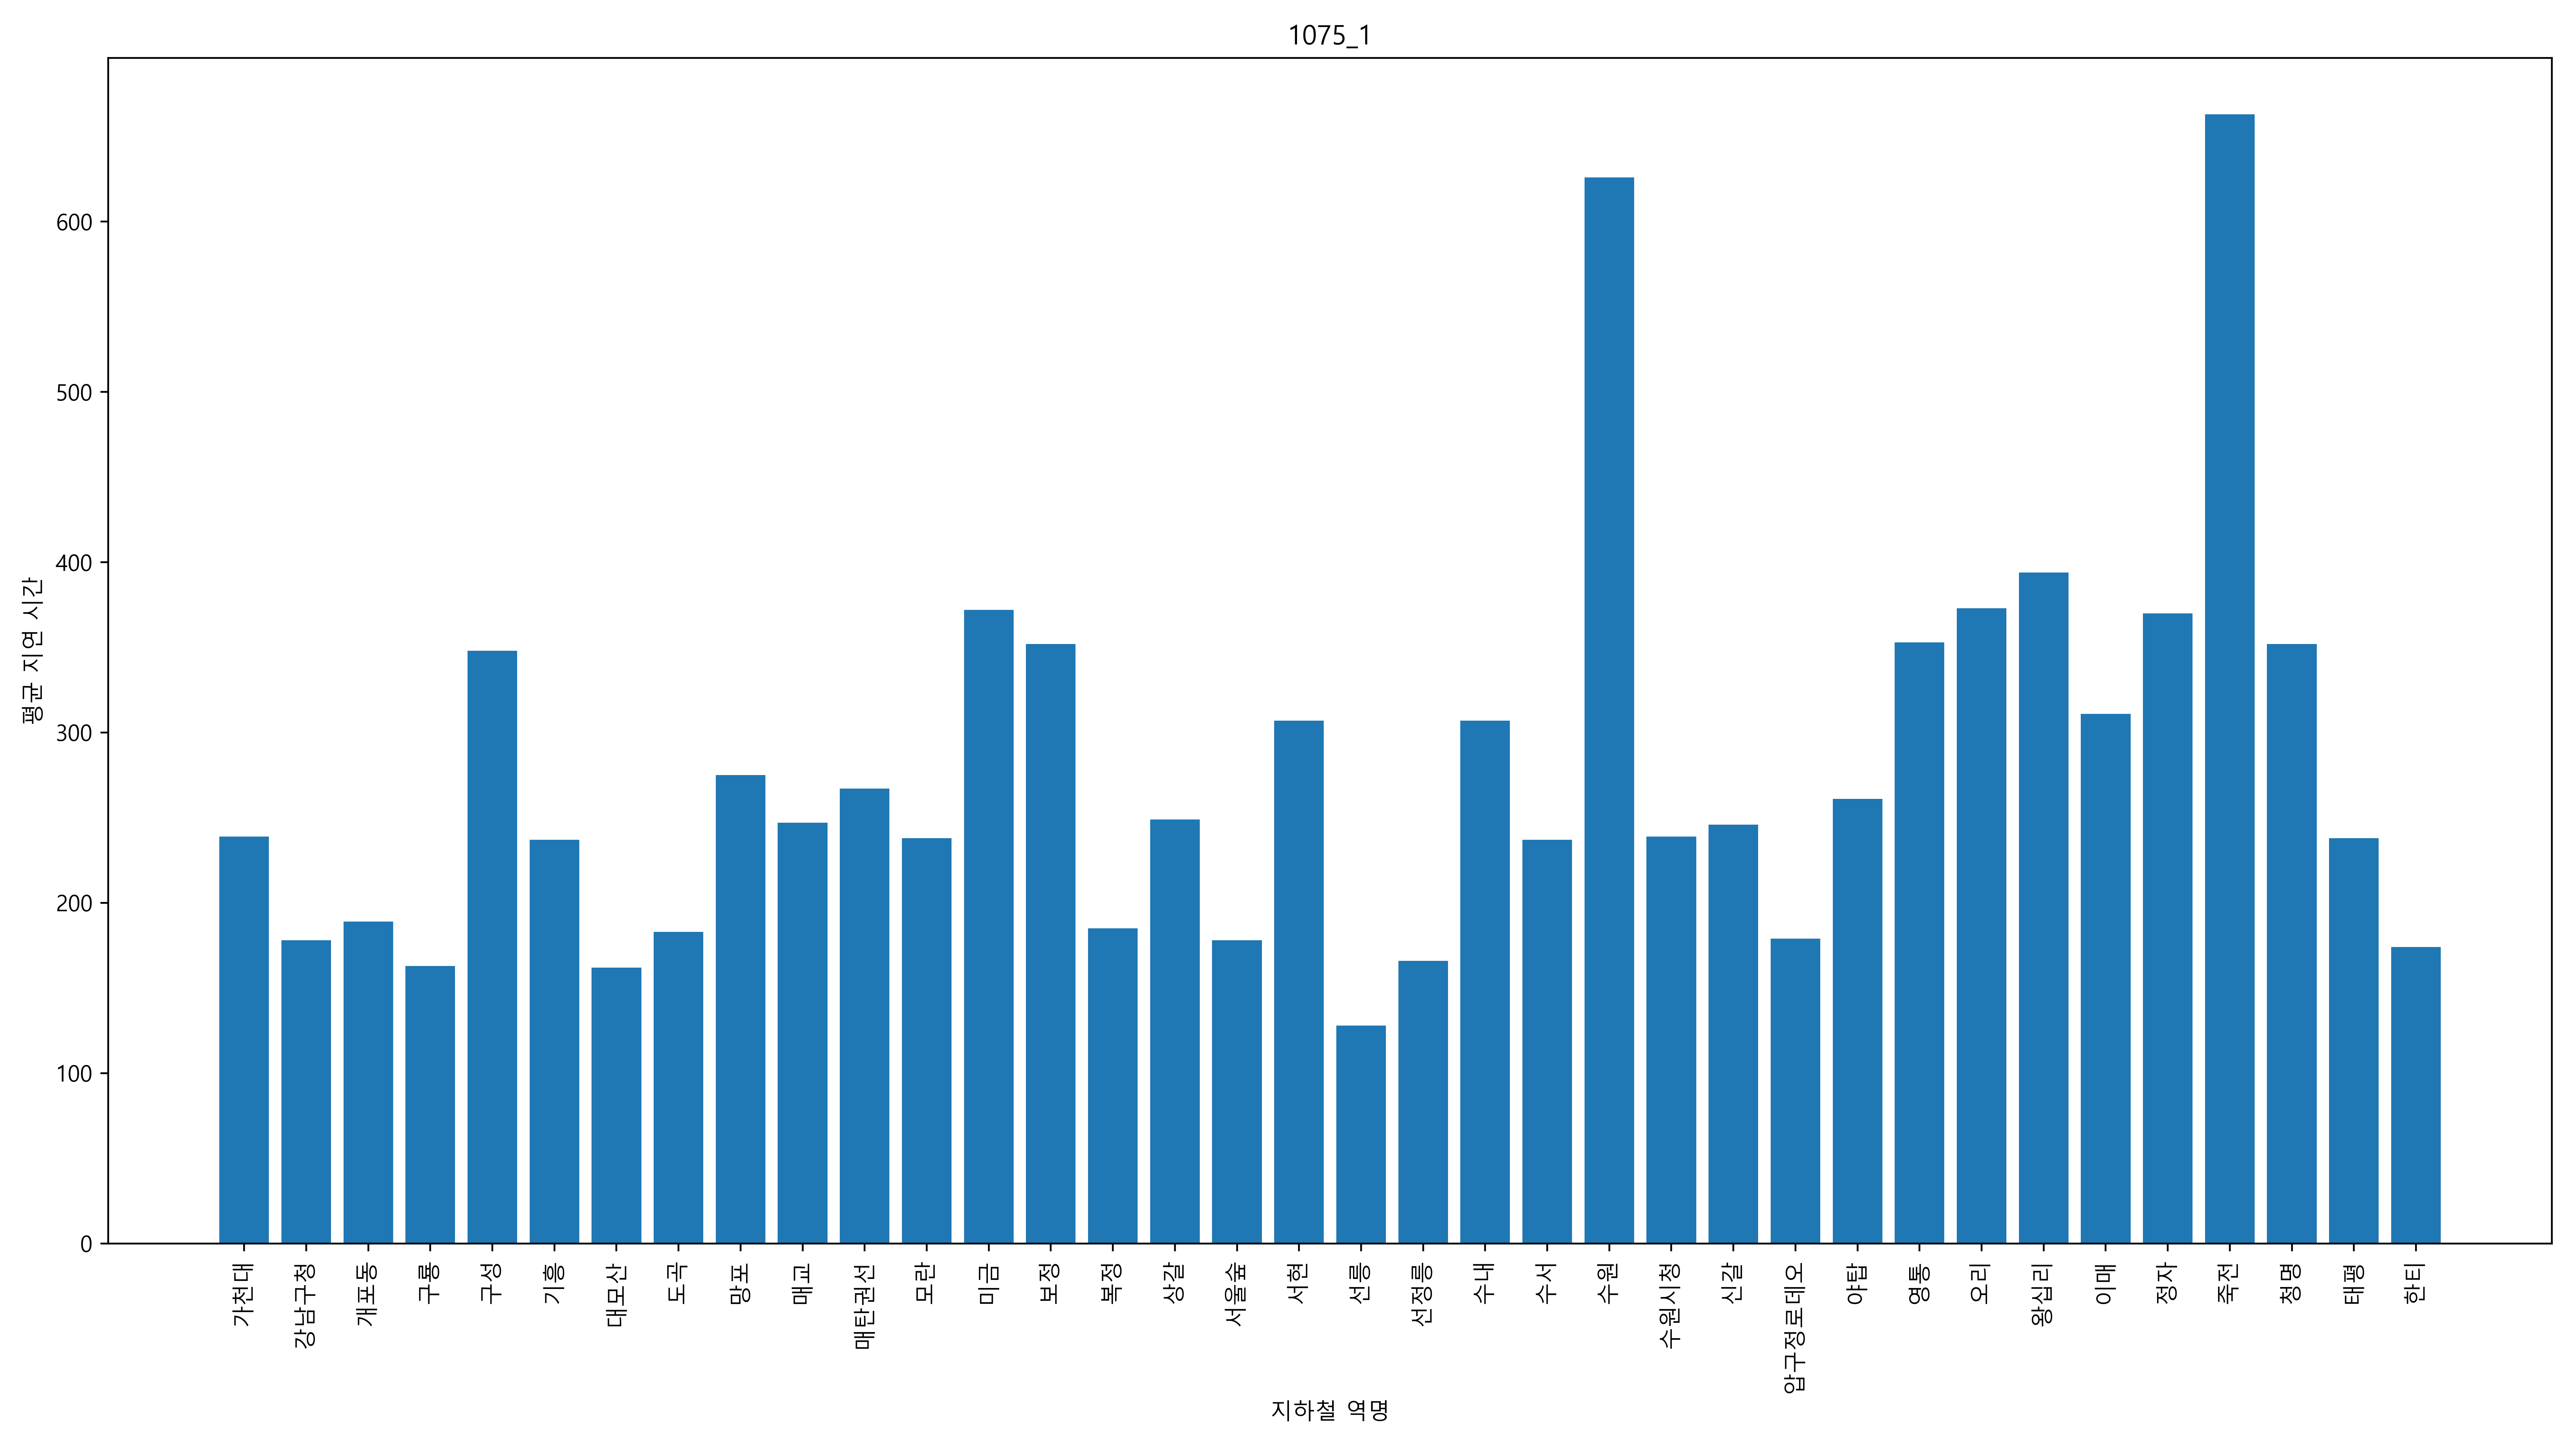 1075_1
평균 지연 시간
600
500
400
300
200
100
0
가천대
강남구청
개포동
구룡
구성
기흥
대모산
도곡
망포
매교
매탄권선
모란
미금
보정
복정
상갈
서울숲
서현
선릉
선정릉
수내
수서
수원
수원시청
신갈
압구정로데오
야탑
영통
오리
왕십리
이매
정자
죽전
청명
태평
한티
지하철 역명